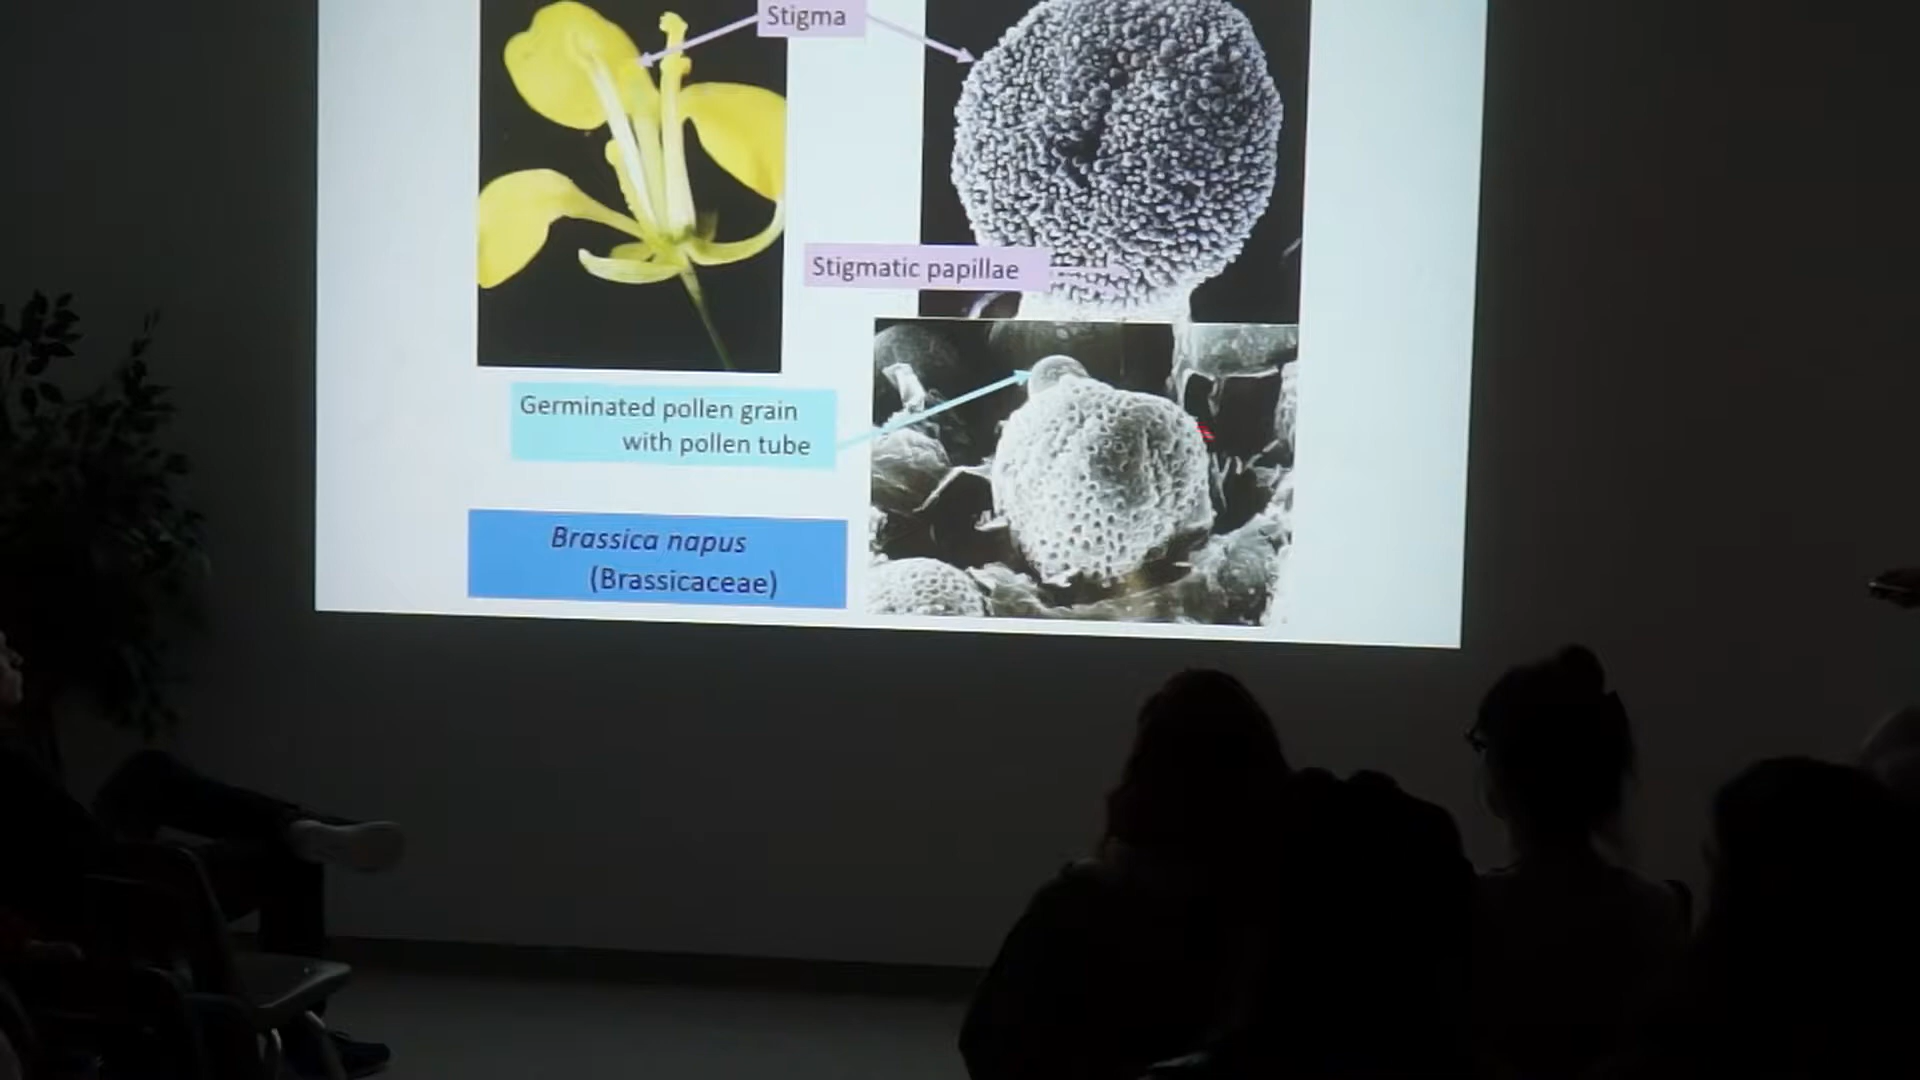 Stigma
Stigmatic papillae
Germinated pollen grain
with pollen tube
Brassica napus
(Brassicaceae)